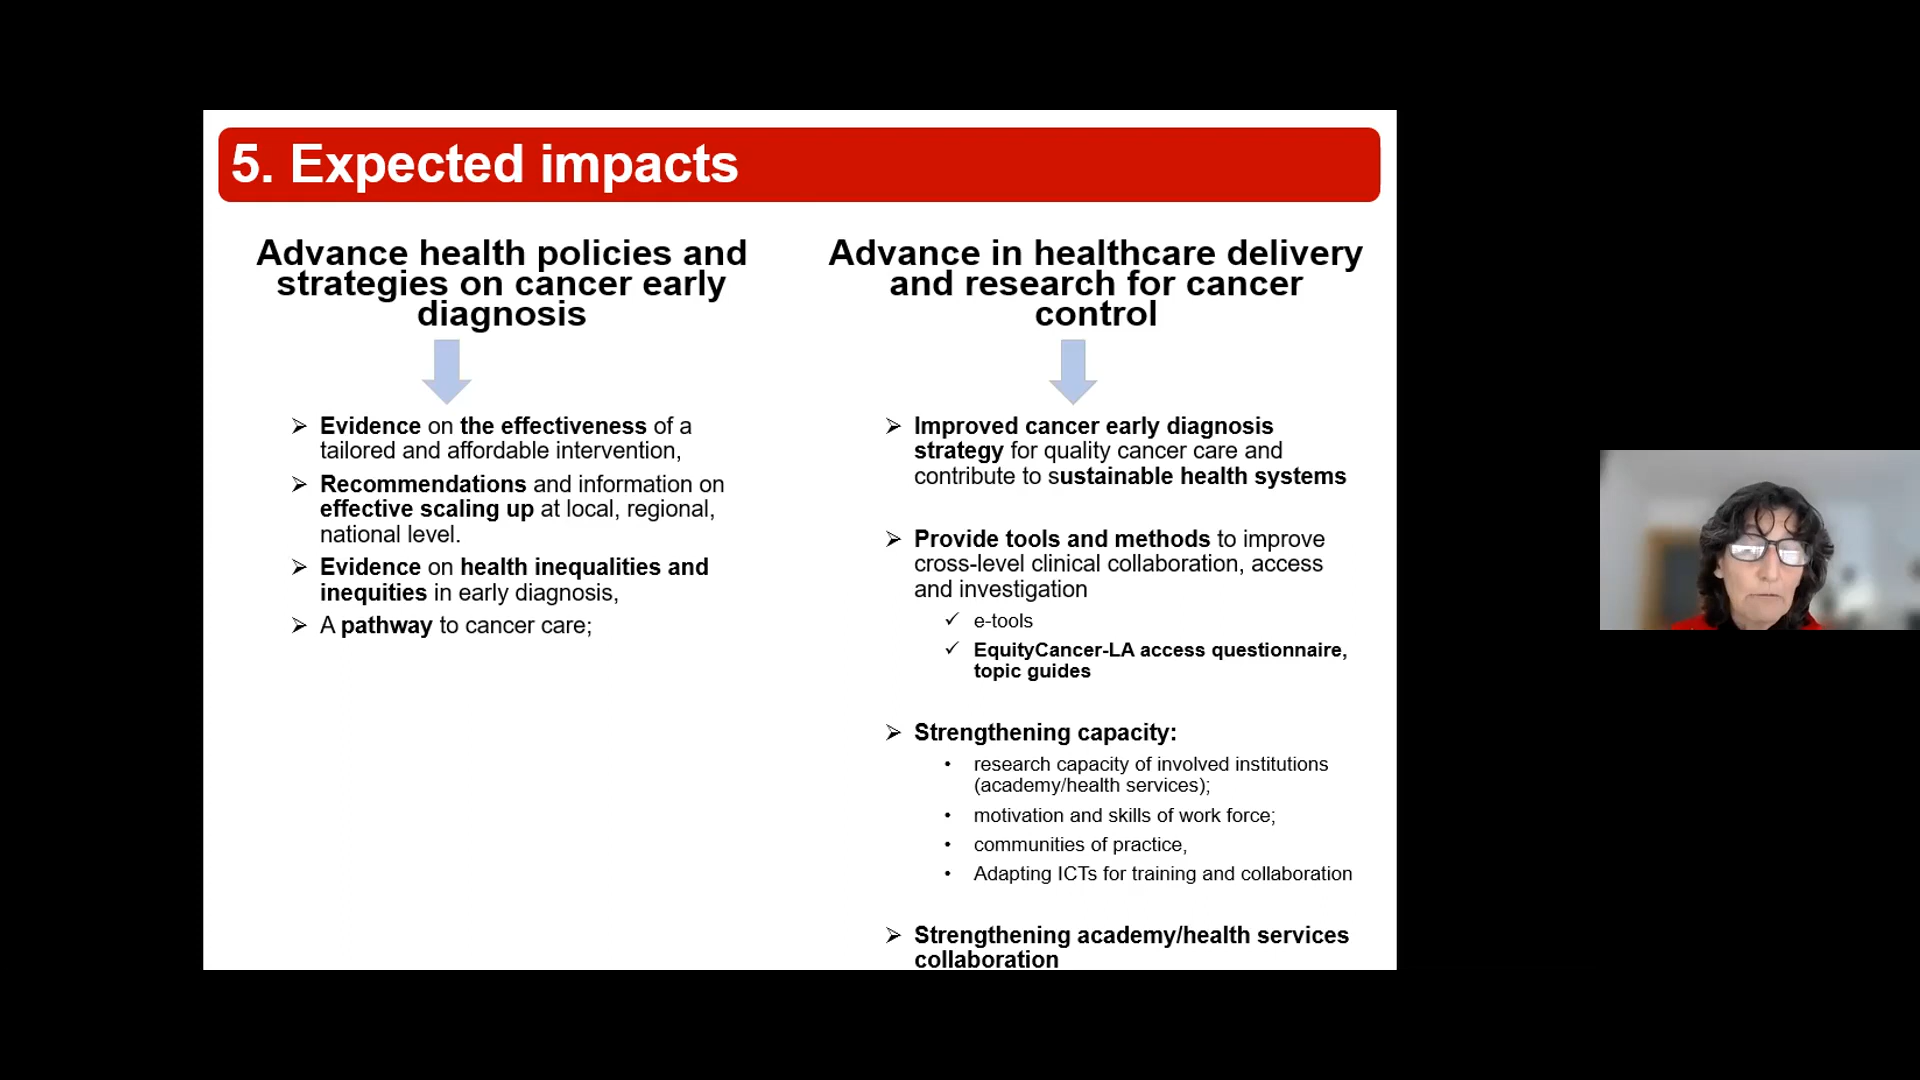 5. Expected impacts
Advance health policies and
strategies on cancer early
diagnosis
Evidence on the effectiveness of a
tailored and affordable intervention,
Recommendations and information on
effective scaling up at local, regional,
national level.
Evidence on health inequalities and
inequities in early diagnosis,
A pathway to cancer care;
Advance in healthcare delivery
and research for cancer
control
Improved cancer early diagnosis
strategy for quality cancer care and
contribute to sustainable health systems
Provide tools and methods to improve
cross-level clinical collaboration, access
and investigation
e-tools
EquityCancer-LA access questionnaire,
topic guides
Strengthening capacity:
research capacity of involved institutions
(academy/health services);
motivation and skills of work force;
communities of practice,
Adapting ICTs for training and collaboration
Strengthening academy/health services
collaboration